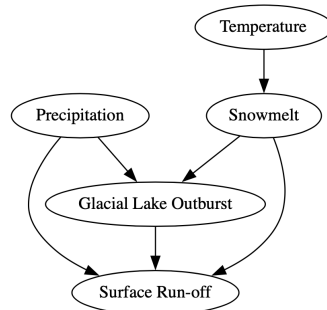 Temperature
Precipitation
Snowmelt
Glacial Lake Outburst
Surface Run-off